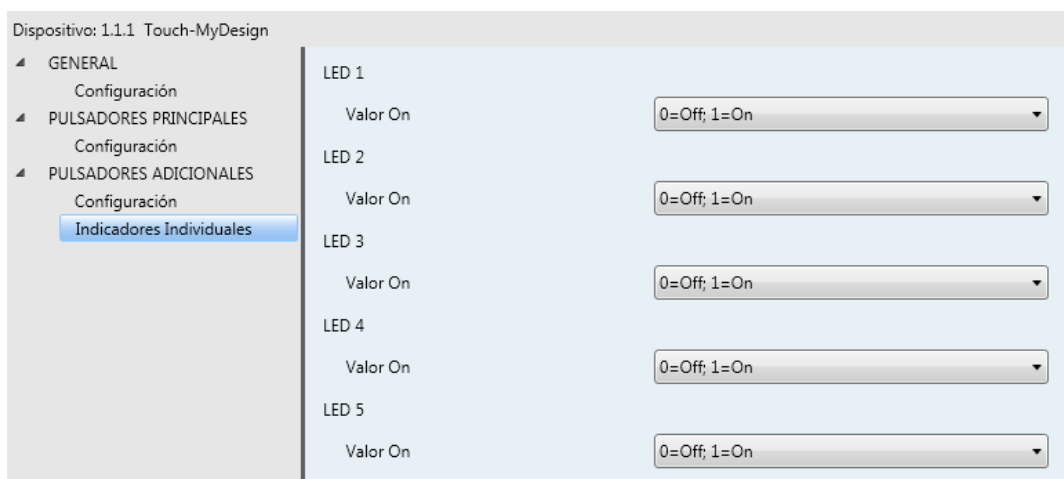 Dispositivo: 1.1.1 Touch-MyDesign
GENERAL
Configuración
PULSADORES PRINCIPALES
Configuración
PULSADORES ADICIONALES
Configuración
Indicadores Individuales
LED 1
Valor On 0=Off; 1=On
LED 2
Valor On 0=Off; 1=On
LED 3
Valor On 0=Off; 1=On
LED 4
Valor On 0=Off; 1=On
LED 5
Valor On 0=Off; 1=On